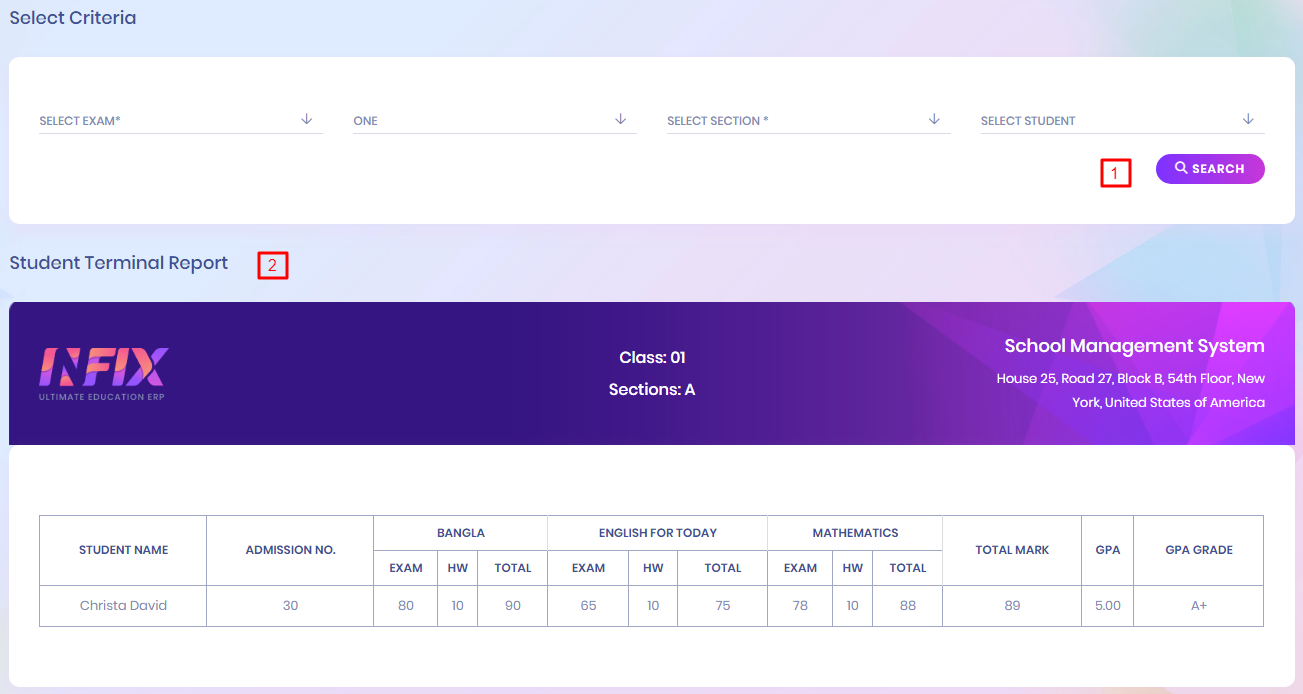 Select Criteria
SELECT EXAM* ONE SELECT SECTION * SELECT STUDENT
1 SEARCH
Student Terminal Report 2
INFIX
ULTIMATE EDUCATION ERP
Class: 01
Sections: A
School Management System
House 25, Road 27, Block B, 54th Floor, New
York, United States of America
STUDENT NAME ADMISSION NO. BANGLA ENGLISH FOR TODAY MATHEMATICS TOTAL MARK GPA GPA GRADE
EXAM HW TOTAL EXAM HW TOTAL EXAM HW TOTAL
Christa David 30 80 10 90 65 10 75 78 10 88 89 5.00 A+